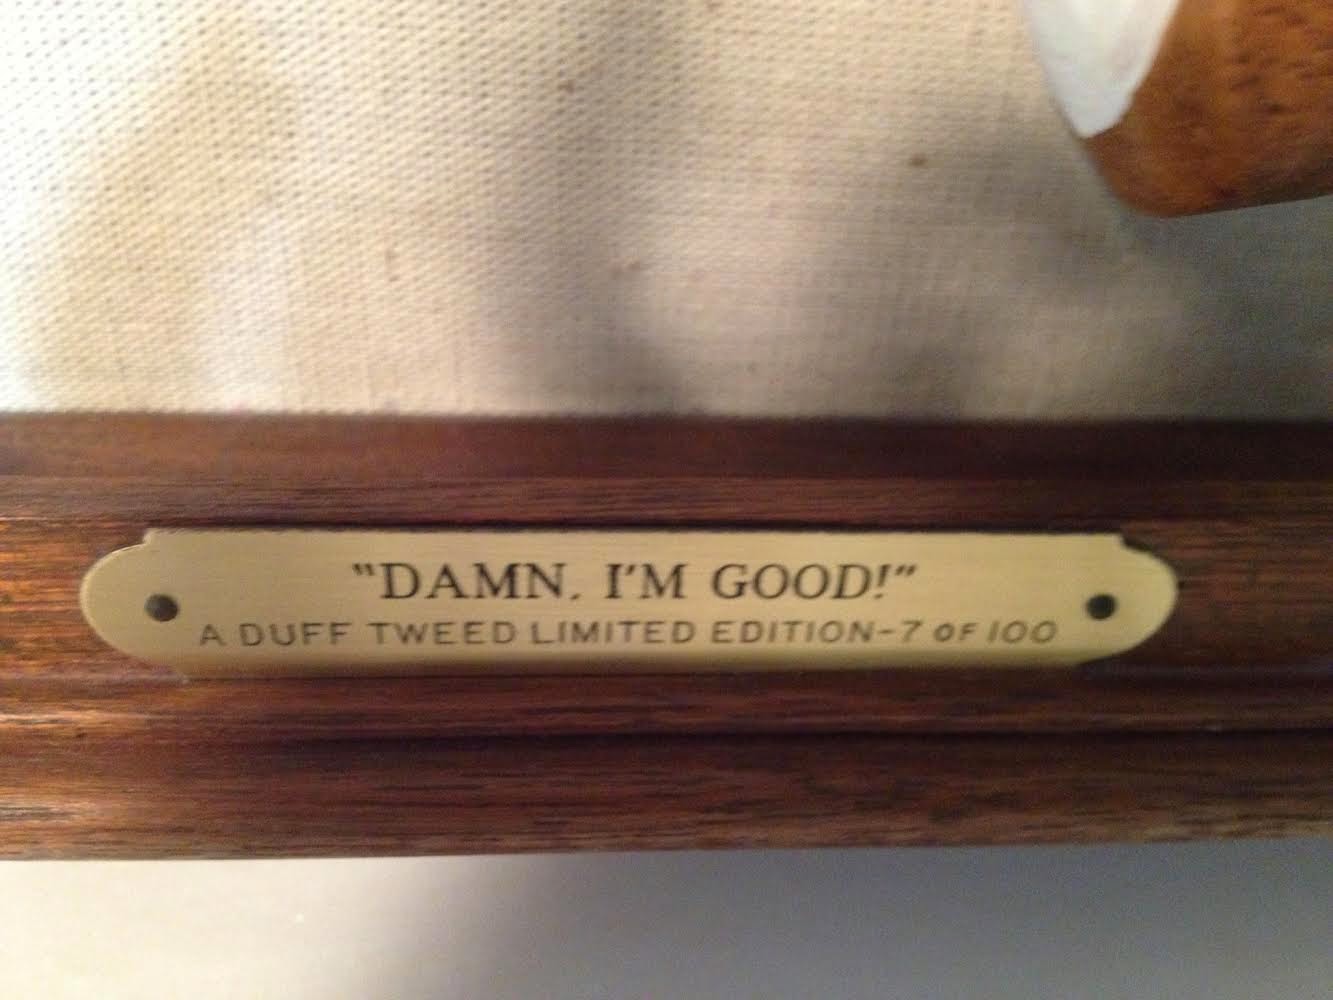 "DAMN, I'M GOOD!"
A DUFF TWEED LIMITED EDITION-7 OF 100